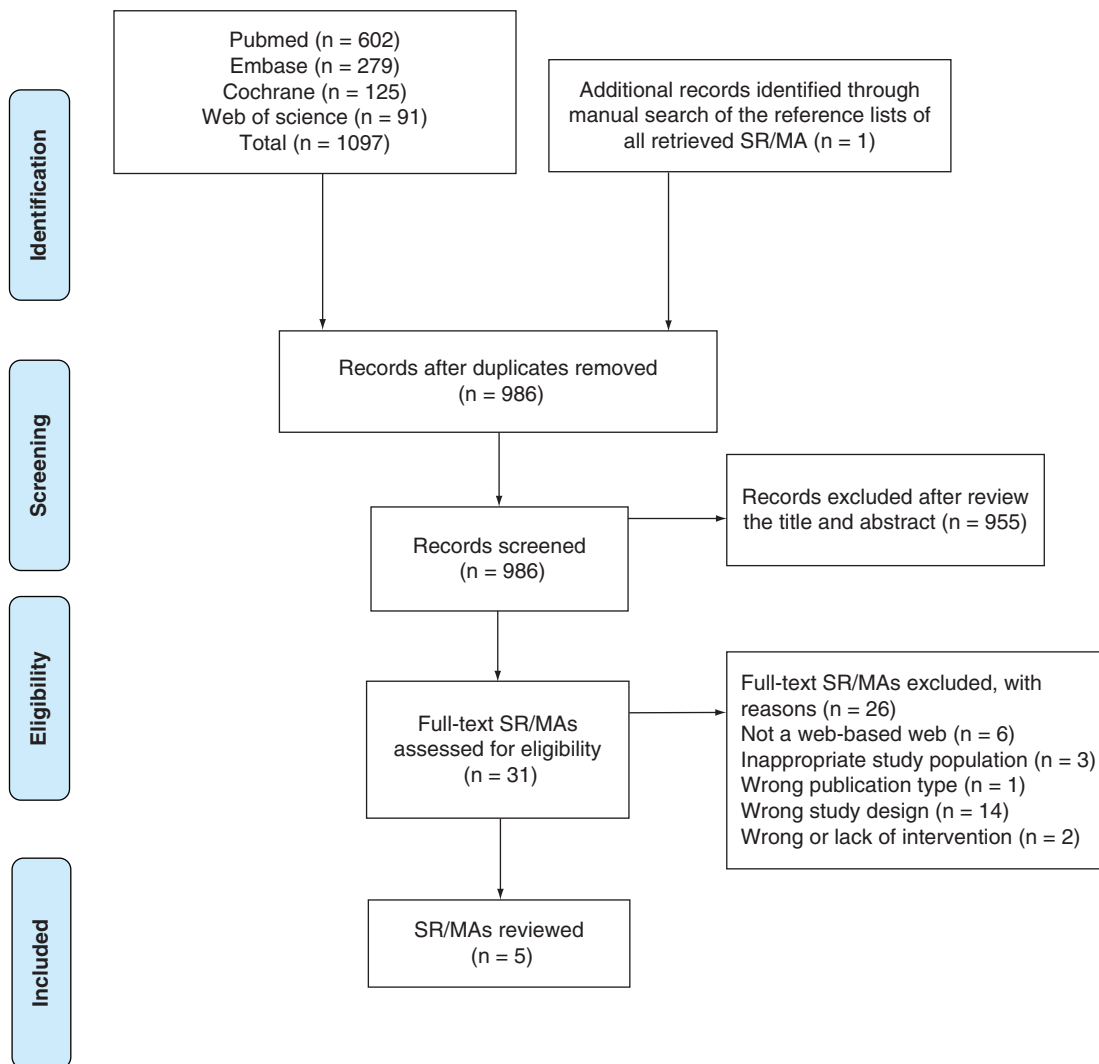 Identification
Pubmed (n = 602)
Embase (n = 279)
Cochrane (n = 125)
Web of science (n = 91)
Total (n = 1097)
Additional records identified through
manual search of the reference lists of
all retrieved SR/MA (n = 1)
Screening
Records after duplicates removed
(n = 986)
Records screened
(n = 986)
Records excluded after review
the title and abstract (n = 955)
Eligibility
Full-text SR/MAs
assessed for eligibility
(n = 31)
Full-text SR/MAs excluded, with
reasons (n = 26)
Not a web-based web (n = 6)
Inappropriate study population (n = 3)
Wrong publication type (n = 1)
Wrong study design (n = 14)
Wrong or lack of intervention (n = 2)
Included
SR/MAs reviewed
(n = 5)